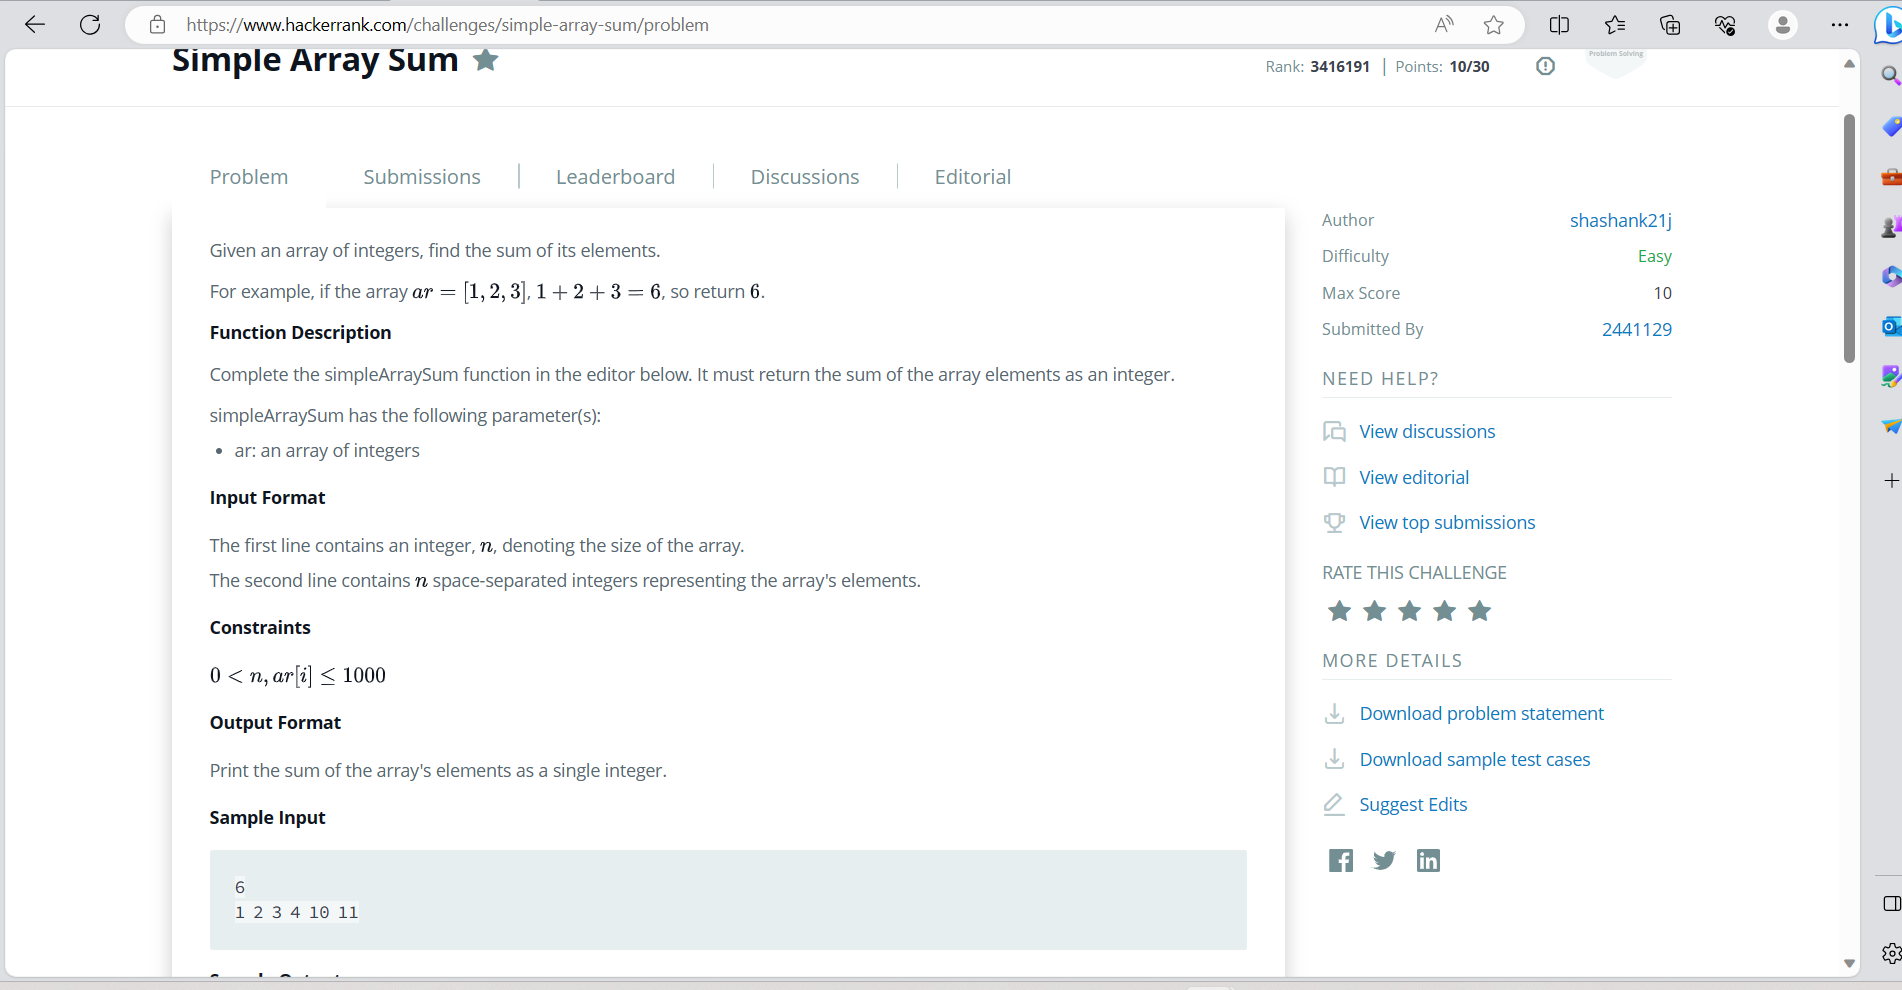 https://www.hackerrank.com/challenges/simple-array-sum/problem
Simple Array Sum
Rank: 3416191 | Points: 10/30
Problem Solving
Problem
Submissions
Leaderboard
Discussions
Editorial
Given an array of integers, find the sum of its elements.
For example, if the array ar = [1, 2, 3], 1 + 2 + 3 = 6, so return 6.
Function Description
Complete the simpleArraySum function in the editor below. It must return the sum of the array elements as an integer.
simpleArraySum has the following parameter(s):
• ar: an array of integers
Input Format
The first line contains an integer, n, denoting the size of the array.
The second line contains n space-separated integers representing the array's elements.
Constraints
0 < n, ar[i] ≤ 1000
Output Format
Print the sum of the array's elements as a single integer.
Sample Input
6
1 2 3 4 10 11
Author shashank21j
Difficulty Easy
Max Score 10
Submitted By 2441129
NEED HELP?
View discussions
View editorial
View top submissions
RATE THIS CHALLENGE
MORE DETAILS
Download problem statement
Download sample test cases
Suggest Edits